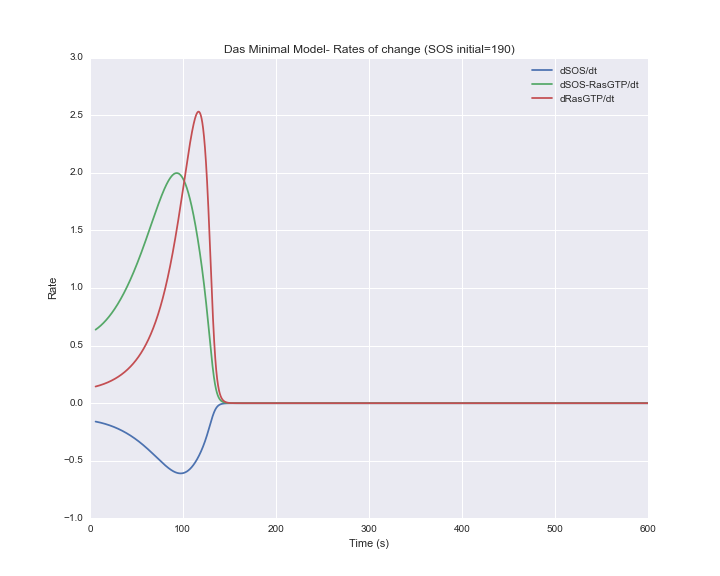 Das Minimal Model- Rates of change (SOS initial=190)
dSOS/dt
dSOS-RasGTP/dt
dRasGTP/dt
3.0
2.5
2.0
1.5
1.0
0.5
0.0
−0.5
−1.0
Rate
0 100 200 300 400 500 600
Time (s)